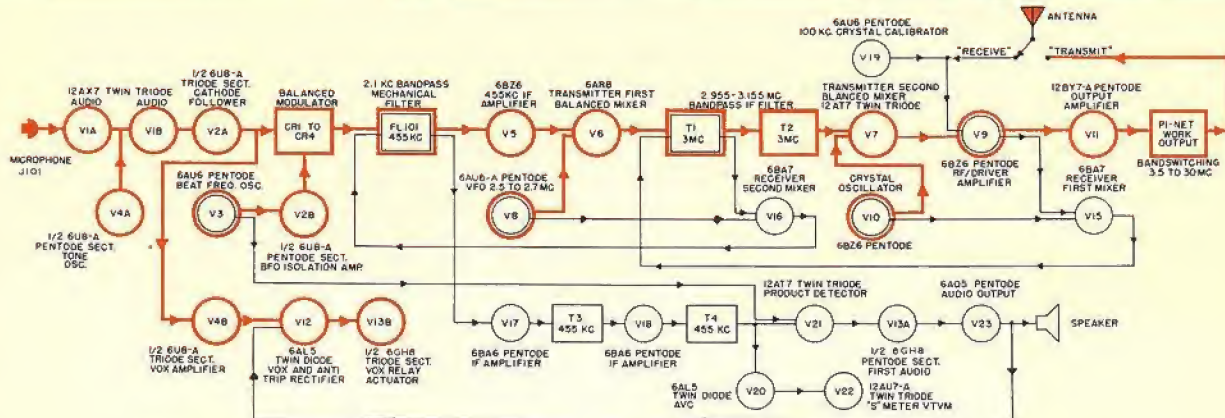 ANTENNA
6AU6 PENTODE
100 KC. CRYSTAL CALIBRATOR
V19
"RECEIVE"
"TRANSMIT"
12AX7 TWIN TRIODE
AUDIO
AUDIO
1/2 6U8-A
TRIODE SECT.
CATHODE
FOLLOWER
BALANCED
MODULATOR
2.1 KC BANDPASS
MECHANICAL
FILTER
6BZ6
455KC IF
AMPLIFIER
6AR8
TRANSMITTER FIRST
BALANCED MIXER
2.955-3.155 MC
BANDPASS IF FILTER
TRANSMITTER SECOND
BLANCED MIXER
12AT7 TWIN TRIODE
12BY7-A PENTODE
OUTPUT
AMPLIFIER
V1A
V1B
V2A
CR1 TO
CR4
FL101
455KC
V5
V6
T1
3MC
T2
3MC
V7
V9
V11
PI-NET
WORK
OUTPUT
MICROPHONE
J101
6BZ6 PENTODE
RF/DRIVER
AMPLIFIER
BANDSWITCHING
3.5 TO 30 MC
6AU6 PENTODE
BEAT FREQ. OSC.
6AU6-A PENTODE
VFO 2.5 TO 2.7 MC
6BA7
RECEIVER
SECOND MIXER
CRYSTAL
OSCILLATOR
6BA7
RECEIVER
FIRST MIXER
V4A
V3
V2B
V8
V16
V10
V15
1/2 6U8-A
PENTODE SECT.
TONE
OSC.
1/2 6U8-A
PENTODE SECT.
BFO ISOLATION AMP.
6BZ6 PENTODE
12AT7 TWIN TRIODE
PRODUCT DETECTOR
6AQ5 PENTODE
AUDIO OUTPUT
V4B
V12
V13B
V17
T3
455 KC
V18
T4
455 KC
V21
V13A
V23
SPEAKER
1/2 6U8-A
TRIODE SECT.
VOX AMPLIFIER
6AL5
TWIN DIODE
VOX AND ANTI
TRIP RECTIFIER
1/2 6GH8
TRIODE SECT.
VOX RELAY
ACTUATOR
6BA6 PENTODE
IF AMPLIFIER
6BA6 PENTODE
IF AMPLIFIER
1/2 6GH8
PENTODE SECT.
FIRST AUDIO
6AL5
TWIN DIODE
AVC
V20
V22
12AU7-A
TWIN TRIODE
"S" METER VTVM